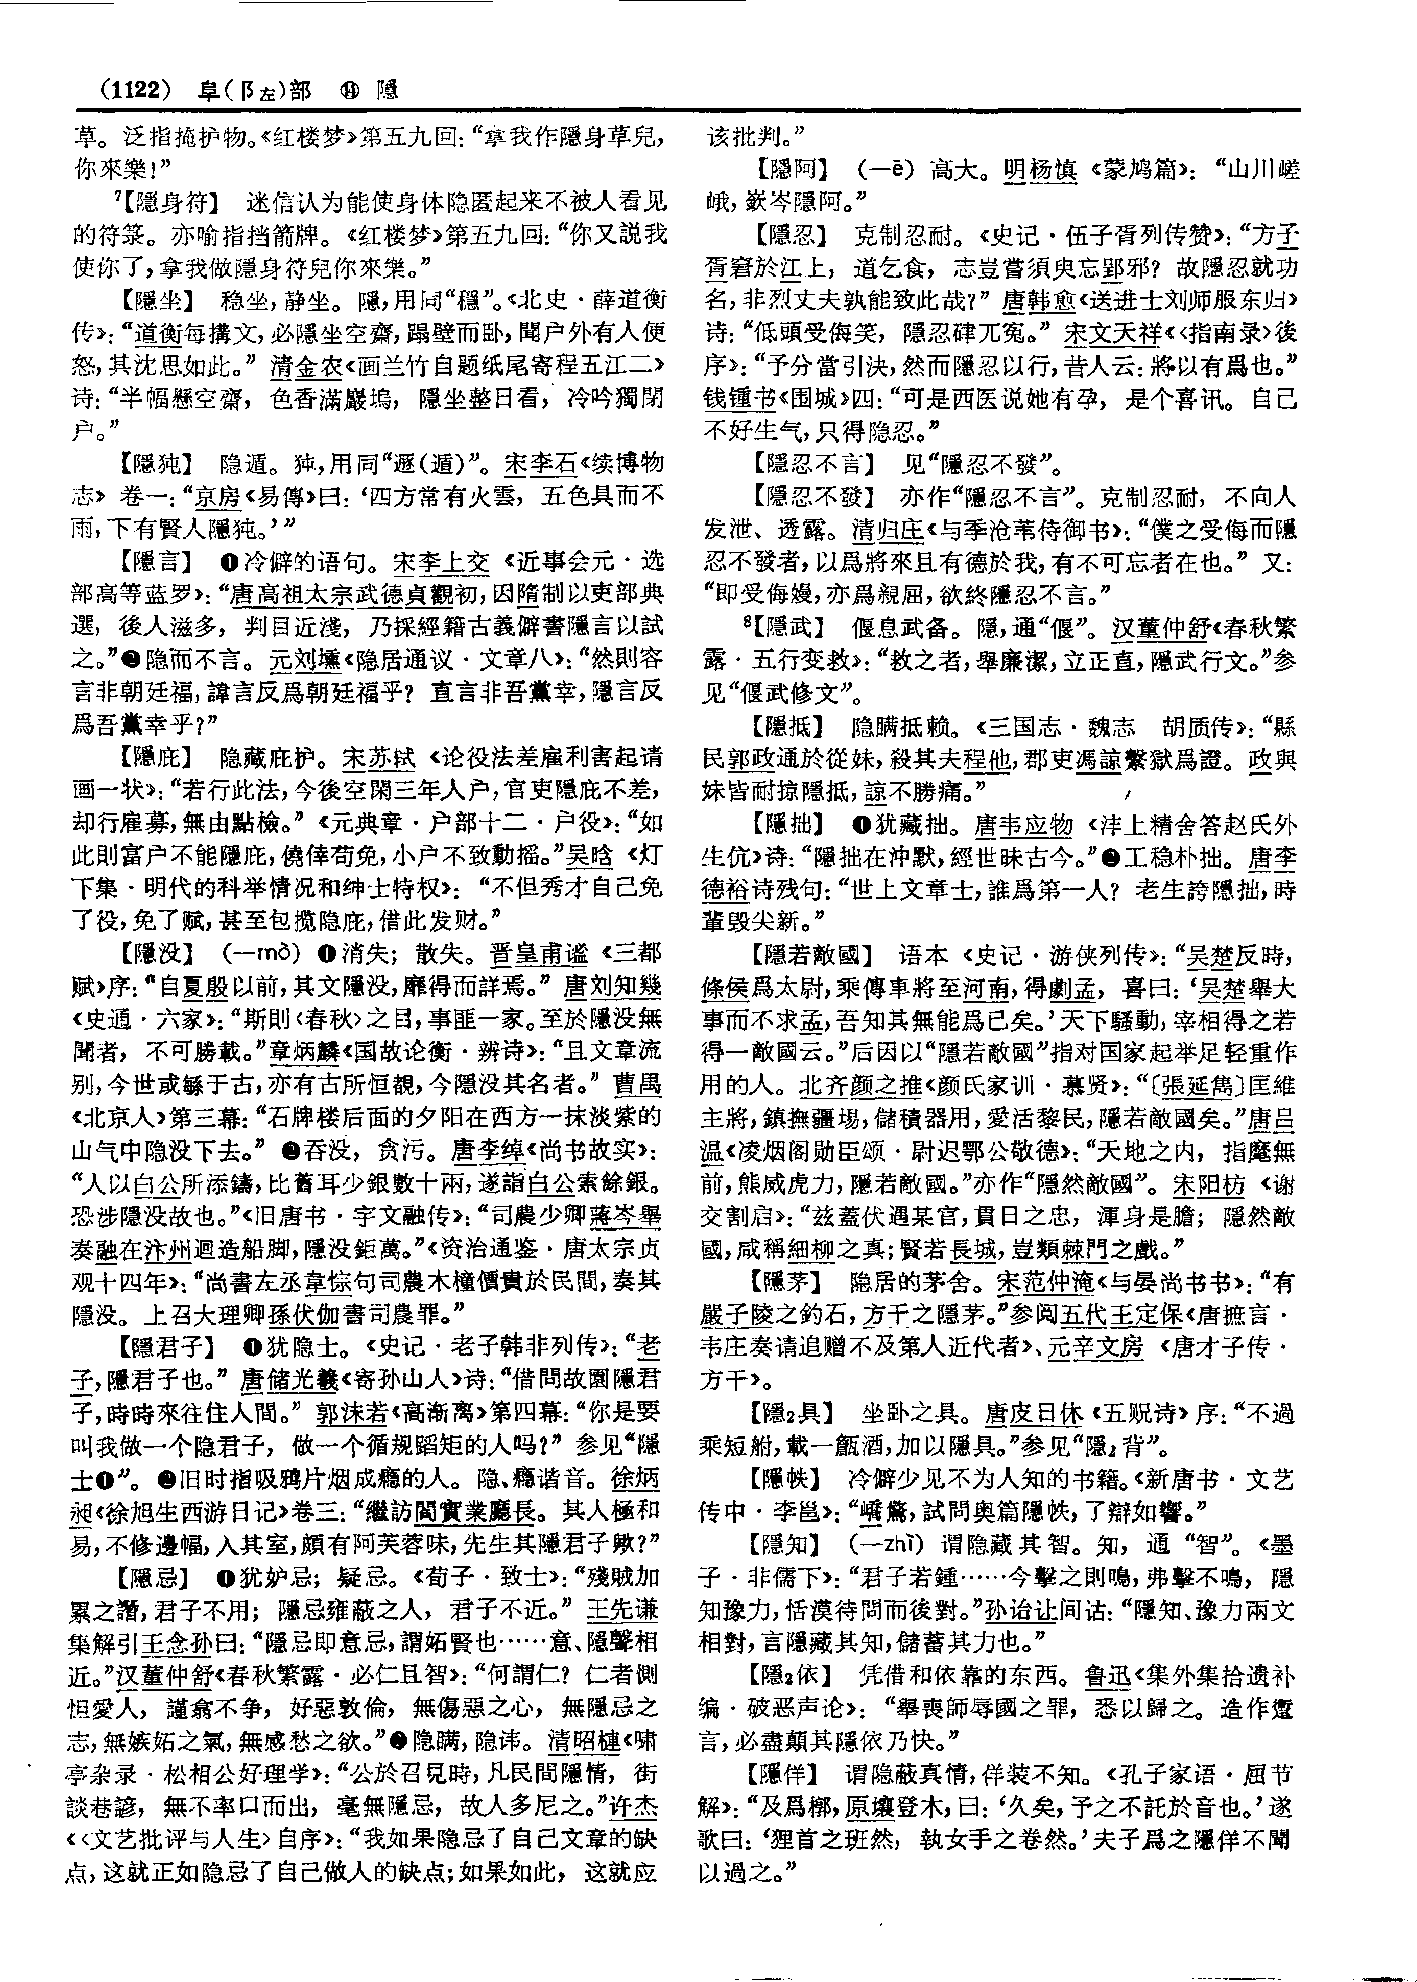 （1122） 阜(阝左)部 ⑭ 隱
草。泛指掩护物。《红楼梦》第五九回：“拿我作隱身草兒，
你來樂！”
7【隱身符】 迷信认为能使身体隐匿起来不被人看见
的符箓。亦喻指挡箭牌。《红楼梦》第五九回：“你又説我
使你了，拿我做隱身符兒你來樂。”
【隱坐】 稳坐，静坐。隱，用同“穩”。《北史·薛道衡
传》：“道衡每搆文，必隱坐空齋，蹋壁而卧，聞户外有人便
怒，其沈思如此。” 清金农《画兰竹自题纸尾寄程五江二》
诗：“半幅懸空齋，色香滿巖塢，隱坐整日看，冷吟獨閉
户。”
【隱㹠】 隐遁。㹠，用同“遯(遁)”。宋李石《续博物
志》卷一：“京房《易傳》曰：‘四方常有火雲，五色具而不
雨，下有賢人隱㹠。’”
【隱言】 ❶冷僻的语句。宋李上交《近事会元·选
部高等蓝罗》：“唐高祖太宗武德貞觀初，因隋制以吏部典
選，後人滋多，判目近淺，乃採經籍古義僻書隱言以試
之。”❷隐而不言。元刘壎《隐居通议·文章八》：“然則容
言非朝廷福，諱言反爲朝廷福乎？直言非吾黨幸，隱言反
爲吾黨幸乎？”
【隱庇】 隐藏庇护。宋苏轼《论役法差雇利害起请
画一状》：“若行此法，今後空閑三年人户，官吏隱庇不差，
却行雇募，無由點檢。”《元典章·户部十二·户役》：“如
此則富户不能隱庇，僥倖苟免，小户不致動摇。”吴晗《灯
下集·明代的科举情况和绅士特权》：“不但秀才自己免
了役，免了赋，甚至包揽隐庇，借此发财。”
【隱没】 （—mò）❶消失；散失。晋皇甫谧《三都
赋》序：“自夏殷以前，其文隱没，靡得而詳焉。” 唐刘知幾
《史通·六家》：“斯則〈春秋〉之目，事匪一家。至於隱没無
聞者，不可勝載。”章炳麟《国故论衡·辨诗》：“且文章流
别，今世或繇于古，亦有古所恒覩，今隱没其名者。” 曹禺
《北京人》第三幕：“石牌楼后面的夕阳在西方一抹淡紫的
山气中隐没下去。”❷吞没，贪污。唐李绰《尚书故实》：
“人以白公所添鑄，比舊耳少銀數十兩，遂詣白公索餘銀。
恐涉隱没故也。”《旧唐书·宇文融传》：“司農少卿蔣岑舉
奏融在汴州迴造船脚，隱没鉅萬。”《资治通鉴·唐太宗贞
观十四年》：“尚書左丞韋悰句司農木橦價貴於民間，奏其
隱没。上召大理卿孫伏伽書司農罪。”
【隱君子】 ❶犹隐士。《史记·老子韩非列传》：“老
子，隱君子也。” 唐储光羲《寄孙山人》诗：“借問故園隱君
子，時時來往住人間。” 郭沫若《高渐离》第四幕：“你是要
叫我做一个隐君子，做一个循规蹈矩的人吗？” 参见“隱
士❶”。❷旧时指吸鸦片烟成瘾的人。隐、瘾谐音。徐炳
昶《徐旭生西游日记》卷三：“繼訪閻實業廳長。其人極和
易，不修邊幅，入其室，頗有阿芙蓉味，先生其隱君子歟？”
【隱忌】 ❶犹妒忌；疑忌。《荀子·致士》：“殘賊加
累之譖，君子不用；隱忌雍蔽之人，君子不近。” 王先谦
集解引王念孙曰：“隱忌即意忌，謂妬賢也……意、隱聲相
近。”汉董仲舒《春秋繁露·必仁且智》：“何謂仁？仁者惻
怛愛人，謹翕不争，好惡敦倫，無傷惡之心，無隱忌之
志，無嫉妬之氣，無感愁之欲。”❷隐瞒，隐讳。清昭槤《啸
亭杂录·松相公好理学》：“公於召見時，凡民間隱情，街
談巷諺，無不率口而出，毫無隱忌，故人多尼之。”许杰
《〈文艺批评与人生〉自序》：“我如果隐忌了自己文章的缺
点，这就正如隐忌了自己做人的缺点；如果如此，这就应
该批判。”
【隱阿】 （—ē）高大。明杨慎《蒙鸠篇》：“山川嵯
峨，嶔岑隱阿。”
【隱忍】 克制忍耐。《史记·伍子胥列传赞》：“方子
胥窘於江上，道乞食，志豈嘗須臾忘郢邪？故隱忍就功
名，非烈丈夫孰能致此哉？” 唐韩愈《送进士刘师服东归》
诗：“低頭受侮笑，隱忍硉兀冤。” 宋文天祥《〈指南录〉後
序》：“予分當引決，然而隱忍以行，昔人云：將以有爲也。”
钱锺书《围城》四：“可是西医说她有孕，是个喜讯。自己
不好生气，只得隐忍。”
【隱忍不言】 见“隱忍不發”。
【隱忍不發】 亦作“隱忍不言”。克制忍耐，不向人
发泄、透露。清归庄《与季沧苇侍御书》：“僕之受侮而隱
忍不發者，以爲將來且有德於我，有不可忘者在也。” 又：
“即受侮嫚，亦爲親屈，欲終隱忍不言。”
8【隱武】 偃息武备。隱，通“偃”。汉董仲舒《春秋繁
露·五行变救》：“救之者，舉廉潔，立正直，隱武行文。”参
见“偃武修文”。
【隱抵】 隐瞒抵赖。《三国志·魏志 胡质传》：“縣
民郭政通於從妹，殺其夫程他，郡吏馮諒繫獄爲證。政與
妹皆耐掠隱抵，諒不勝痛。”
【隱拙】 ❶犹藏拙。唐韦应物《沣上精舍答赵氏外
生伉》诗：“隱拙在沖默，經世昧古今。”❷工稳朴拙。唐李
德裕诗残句：“世上文章士，誰爲第一人？老生誇隱拙，時
輩毁尖新。”
【隱若敵國】 语本《史记·游侠列传》：“吴楚反時，
條侯爲太尉，乘傳車將至河南，得劇孟，喜曰：‘吴楚舉大
事而不求孟，吾知其無能爲已矣。’天下騷動，宰相得之若
得一敵國云。”后因以“隱若敵國”指对国家起举足轻重作
用的人。北齐颜之推《颜氏家训·慕贤》：“〔張延雋〕匡維
主將，鎮撫疆埸，儲積器用，愛活黎民，隱若敵國矣。”唐吕
温《凌烟阁勋臣颂·尉迟鄂公敬德》：“天地之内，指麾無
前，熊威虎力，隱若敵國。”亦作“隱然敵國”。宋阳枋《谢
交割启》：“兹蓋伏遇某官，貫日之忠，渾身是膽；隱然敵
國，咸稱細柳之真；賢若長城，豈類棘門之戲。”
【隱茅】 隐居的茅舍。宋范仲淹《与晏尚书书》：“有
嚴子陵之釣石，方干之隱茅。”参阅五代王定保《唐摭言·
韦庄奏请追赠不及第人近代者》、元辛文房《唐才子传·
方干》。
【隱2具】 坐卧之具。唐皮日休《五贶诗》序：“不過
乘短舸，載一甔酒，加以隱具。”参见“隱2背”。
【隱帙】 冷僻少见不为人知的书籍。《新唐书·文艺
传中·李邕》：“嶠驚，試問奥篇隱帙，了辯如響。”
【隱知】 （—zhì）谓隐藏其智。知，通“智”。《墨
子·非儒下》：“君子若鍾……今擊之則鳴，弗擊不鳴，隱
知豫力，恬漠待問而後對。”孙诒让间诂：“隱知、豫力兩文
相對，言隱藏其知，儲蓄其力也。”
【隱2依】 凭借和依靠的东西。鲁迅《集外集拾遗补
编·破恶声论》：“舉喪師辱國之罪，悉以歸之。造作讆
言，必盡顛其隱依乃快。”
【隱佯】 谓隐蔽真情，佯装不知。《孔子家语·屈节
解》：“及爲槨，原壤登木，曰：‘久矣，予之不託於音也。’遂
歌曰：‘狸首之班然，執女手之卷然。’夫子爲之隱佯不聞
以過之。”